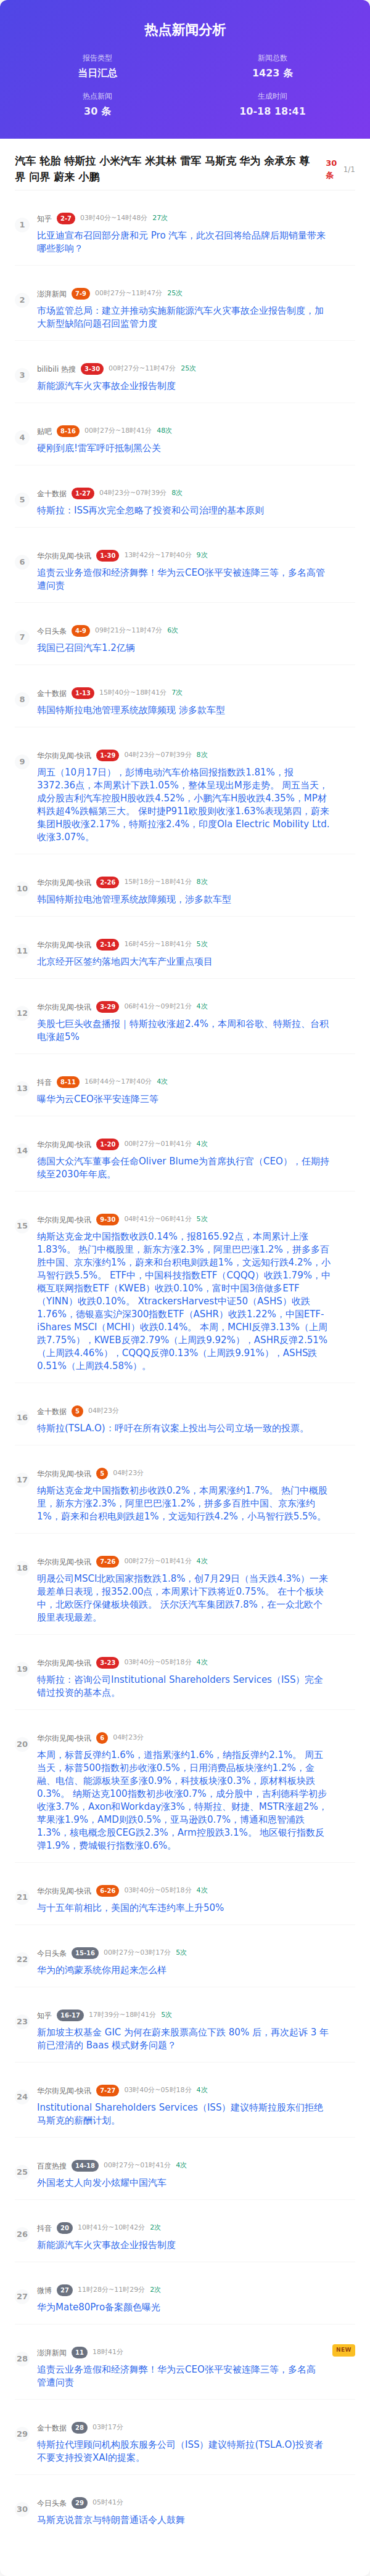 热点新闻分析
报告类型
当日汇总
新闻总数
1423 条
热点新闻
30 条
生成时间
10-18 18:41
汽车 轮胎 特斯拉 小米汽车 米其林 雷军 马斯克 华为 余承东 尊
界 问界 蔚来 小鹏
30
条
1/1
1
知乎 2-7 03时40分~14时48分 27次
比亚迪宣布召回部分唐和元 Pro 汽车，此次召回将给品牌后期销量带来
哪些影响？
2
澎湃新闻 7-9 00时27分~11时47分 25次
市场监管总局：建立并推动实施新能源汽车火灾事故企业报告制度，加
大新型缺陷问题召回监管力度
3
bilibili 热搜 3-30 00时27分~11时47分 25次
新能源汽车火灾事故企业报告制度
4
贴吧 8-16 00时27分~18时41分 48次
硬刚到底!雷军呼吁抵制黑公关
5
金十数据 1-27 04时23分~07时39分 8次
特斯拉：ISS再次完全忽略了投资和公司治理的基本原则
6
华尔街见闻-快讯 1-30 13时42分~17时40分 9次
追责云业务造假和经济舞弊！华为云CEO张平安被连降三等，多名高管
遭问责
7
今日头条 4-9 09时21分~11时47分 6次
我国已召回汽车1.2亿辆
8
金十数据 1-13 15时40分~18时41分 7次
韩国特斯拉电池管理系统故障频现 涉多款车型
9
华尔街见闻-快讯 1-29 04时23分~07时39分 8次
周五（10月17日），彭博电动汽车价格回报指数跌1.81%，报
3372.36点，本周累计下跌1.05%，整体呈现出M形走势。 周五当天，
成分股吉利汽车控股H股收跌4.52%，小鹏汽车H股收跌4.35%，MP材
料跌超4%跌幅第三大。 保时捷P911欧股则收涨1.63%表现第四，蔚来
集团H股收涨2.17%，特斯拉涨2.4%，印度Ola Electric Mobility Ltd.
收涨3.07%。
10
华尔街见闻-快讯 2-26 15时18分~18时41分 8次
韩国特斯拉电池管理系统故障频现，涉多款车型
11
华尔街见闻-快讯 2-14 16时45分~18时41分 5次
北京经开区签约落地四大汽车产业重点项目
12
华尔街见闻-快讯 3-29 06时41分~09时21分 4次
美股七巨头收盘播报｜特斯拉收涨超2.4%，本周和谷歌、特斯拉、台积
电涨超5%
13
抖音 8-11 16时44分~17时40分 4次
曝华为云CEO张平安连降三等
14
华尔街见闻-快讯 1-20 00时27分~01时41分 4次
德国大众汽车董事会任命Oliver Blume为首席执行官（CEO），任期持
续至2030年年底。
15
华尔街见闻-快讯 9-30 04时41分~06时41分 5次
纳斯达克金龙中国指数收跌0.14%，报8165.92点，本周累计上涨
1.83%。 热门中概股里，新东方涨2.3%，阿里巴巴涨1.2%，拼多多百
胜中国、京东涨约1%，蔚来和台积电则跌超1%，文远知行跌4.2%，小
马智行跌5.5%。 ETF中，中国科技指数ETF（CQQQ）收跌1.79%，中
概互联网指数ETF（KWEB）收跌0.10%，富时中国3倍做多ETF
（YINN）收跌0.10%。 XtrackersHarvest中证50（ASHS）收跌
1.76%，德银嘉实沪深300指数ETF（ASHR）收跌1.22%，中国ETF-
iShares MSCI（MCHI）收跌0.14%。 本周，MCHI反弹3.13%（上周
跌7.75%），KWEB反弹2.79%（上周跌9.92%），ASHR反弹2.51%
（上周跌4.46%），CQQQ反弹0.13%（上周跌9.91%），ASHS跌
0.51%（上周跌4.58%）。
16
金十数据 5 04时23分
特斯拉(TSLA.O)：呼吁在所有议案上投出与公司立场一致的投票。
17
华尔街见闻-快讯 5 04时23分
纳斯达克金龙中国指数初步收跌0.2%，本周累涨约1.7%。 热门中概股
里，新东方涨2.3%，阿里巴巴涨1.2%，拼多多百胜中国、京东涨约
1%，蔚来和台积电则跌超1%，文远知行跌4.2%，小马智行跌5.5%。
18
华尔街见闻-快讯 7-26 00时27分~01时41分 4次
明晟公司MSCI北欧国家指数跌1.8%，创7月29日（当天跌4.3%）一来
最差单日表现，报352.00点，本周累计下跌将近0.75%。 在十个板块
中，北欧医疗保健板块领跌。 沃尔沃汽车集团跌7.8%，在一众北欧个
股里表现最差。
19
华尔街见闻-快讯 3-23 03时40分~05时18分 4次
特斯拉：咨询公司Institutional Shareholders Services（ISS）完全
错过投资的基本点。
20
华尔街见闻-快讯 6 04时23分
本周，标普反弹约1.6%，道指累涨约1.6%，纳指反弹约2.1%。 周五
当天，标普500指数初步收涨0.5%，日用消费品板块涨约1.2%，金
融、电信、能源板块至多涨0.9%，科技板块涨0.3%，原材料板块跌
0.3%。 纳斯达克100指数初步收涨0.7%，成分股中，吉利德科学初步
收涨3.7%，Axon和Workday涨3%，特斯拉、财捷、MSTR涨超2%，
苹果涨1.9%，AMD则跌0.5%，亚马逊跌0.7%，博通和恩智浦跌
1.3%，核电概念股CEG跌2.3%，Arm控股跌3.1%。 地区银行指数反
弹1.9%，费城银行指数涨0.6%。
21
华尔街见闻-快讯 6-26 03时40分~05时18分 4次
与十五年前相比，美国的汽车违约率上升50%
22
今日头条 15-16 00时27分~03时17分 5次
华为的鸿蒙系统你用起来怎么样
23
知乎 16-17 17时39分~18时41分 5次
新加坡主权基金 GIC 为何在蔚来股票高位下跌 80% 后，再次起诉 3 年
前已澄清的 Baas 模式财务问题？
24
华尔街见闻-快讯 7-27 03时40分~05时18分 4次
Institutional Shareholders Services（ISS）建议特斯拉股东们拒绝
马斯克的薪酬计划。
25
百度热搜 14-18 00时27分~01时41分 4次
外国老丈人向发小炫耀中国汽车
26
抖音 20 10时41分~10时42分 2次
新能源汽车火灾事故企业报告制度
27
微博 27 11时28分~11时29分 2次
华为Mate80Pro备案颜色曝光
28
澎湃新闻 11 18时41分
NEW
追责云业务造假和经济舞弊！华为云CEO张平安被连降三等，多名高
管遭问责
29
金十数据 28 03时17分
特斯拉代理顾问机构股东服务公司（ISS）建议特斯拉(TSLA.O)投资者
不要支持投资XAI的提案。
30
今日头条 29 05时41分
马斯克说普京与特朗普通话令人鼓舞